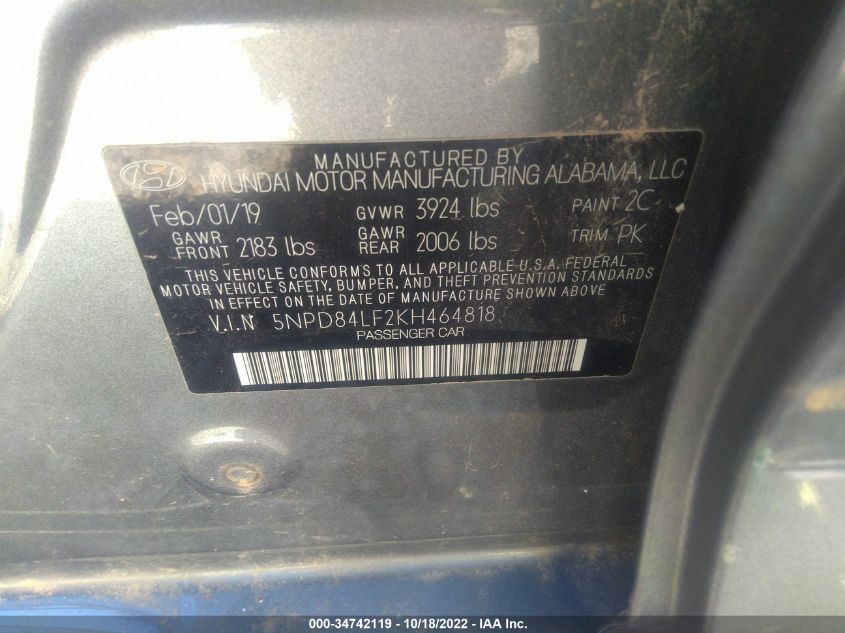 MANUFACTURED BY
HYUNDAI MOTOR MANUFACTURING ALABAMA, LLC
Feb/01/19 GVWR 3924 lbs PAINT 2C
GAWR FRONT 2183 lbs GAWR REAR 2006 lbs TRIM PK
THIS VEHICLE CONFORMS TO ALL APPLICABLE U.S.A. FEDERAL
MOTOR VEHICLE SAFETY, BUMPER, AND THEFT PREVENTION STANDARDS
IN EFFECT ON THE DATE OF MANUFACTURE SHOWN ABOVE.
V.I.N 5NPD84LF2KH464818
PASSENGER CAR
000-34742119 - 10/18/2022 - IAA Inc.